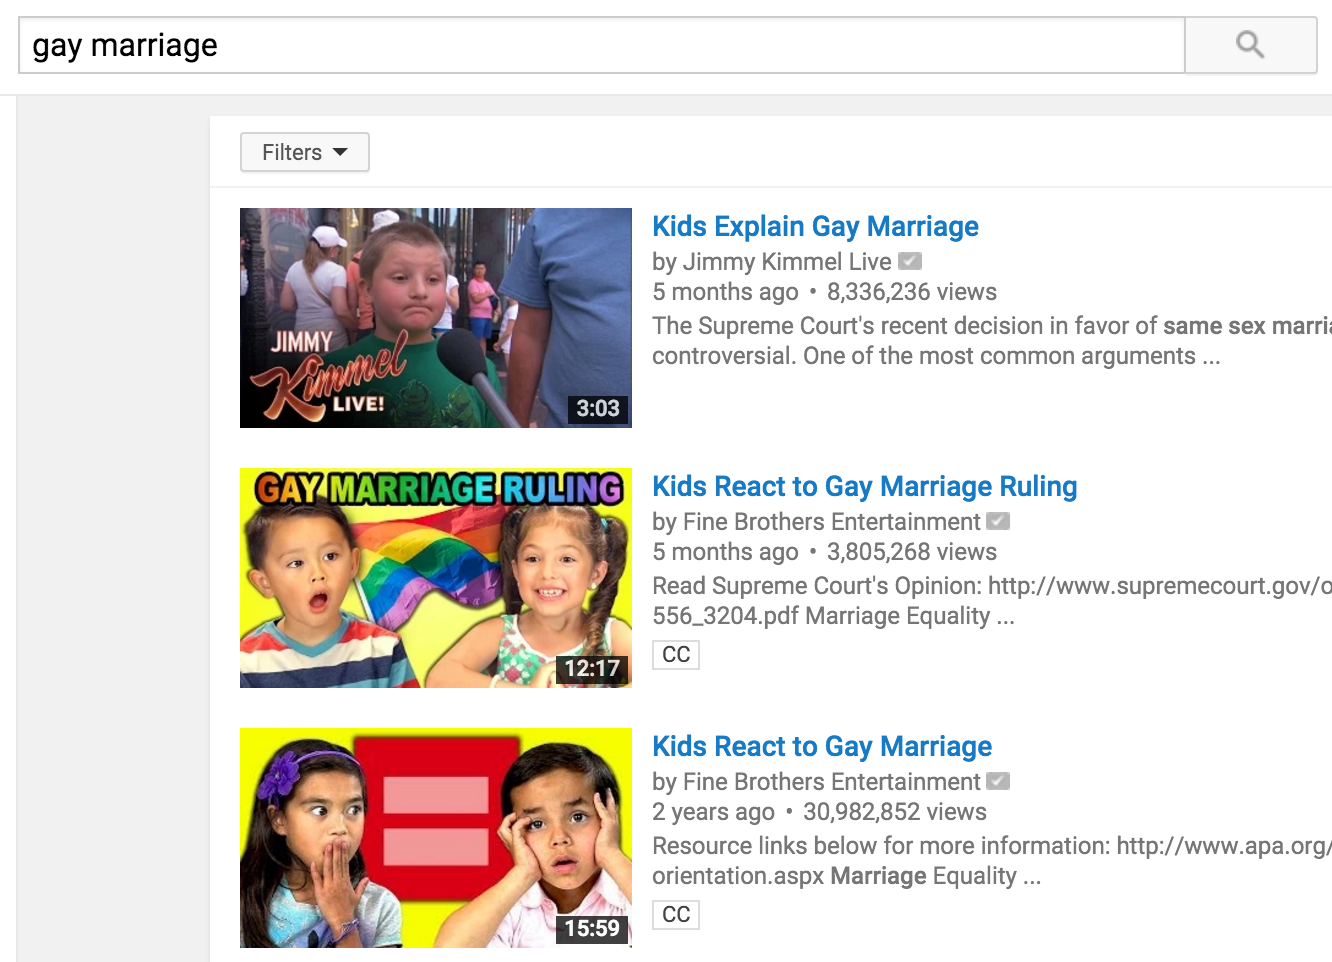 gay marriage
Filters
Kids Explain Gay Marriage
by Jimmy Kimmel Live
5 months ago • 8,336,236 views
The Supreme Court's recent decision in favor of same sex marria
controversial. One of the most common arguments ...
JIMMY
Kimmel
LIVE!
3:03
GAY MARRIAGE RULING
12:17
Kids React to Gay Marriage Ruling
by Fine Brothers Entertainment
5 months ago • 3,805,268 views
Read Supreme Court's Opinion: http://www.supremecourt.gov/o
556_3204.pdf Marriage Equality ...
CC
15:59
Kids React to Gay Marriage
by Fine Brothers Entertainment
2 years ago • 30,982,852 views
Resource links below for more information: http://www.apa.org/
orientation.aspx Marriage Equality ...
CC